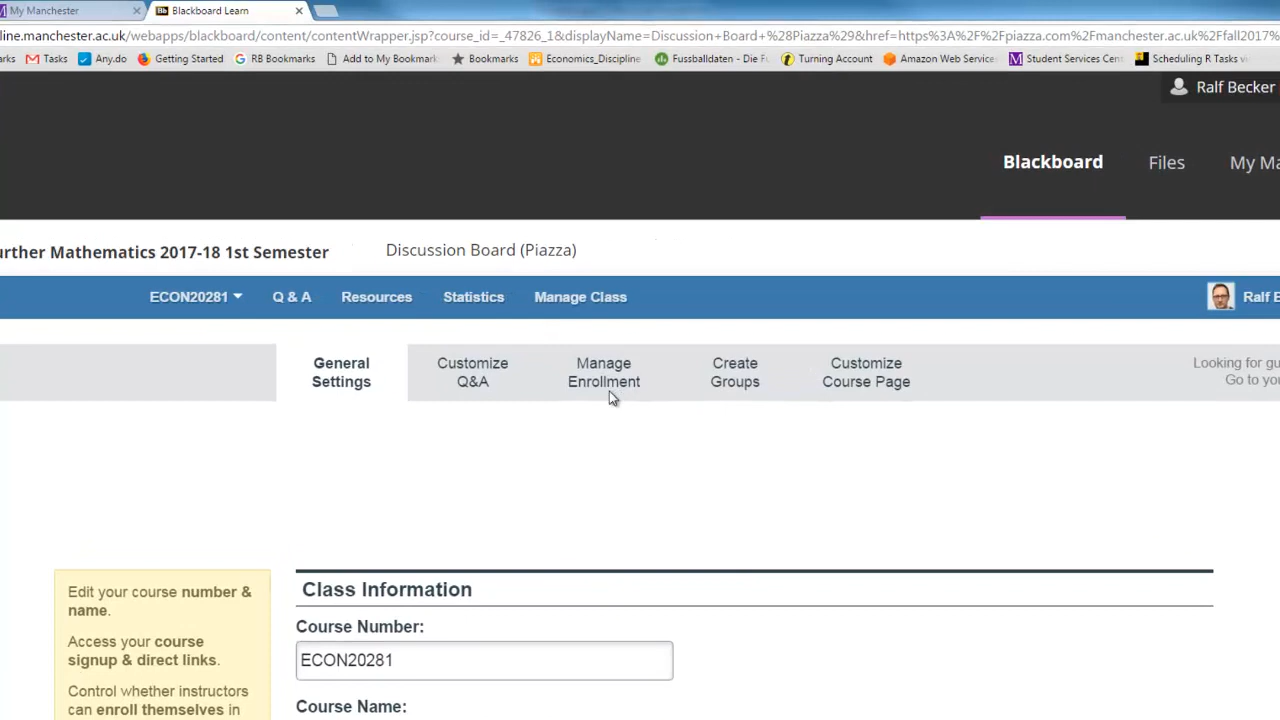 My Manchester Blackboard Learn
line.manchester.ac.uk/webapps/blackboard/content/contentWrapper.jsp?course_id=_47826_1&displayName=Discussion+Board+%28Piazza%29&href=https%3A%2F%2Fpiazza.com%2Fmanchester.ac.uk%2Ffall2017%
arks Tasks Any.do Getting Started RB Bookmarks Add to My Bookmark Bookmarks Economics_Discipline Fussballdaten - Die Fu Turning Account Amazon Web Service Student Services Cent Scheduling R Tasks v
Ralf Becker
Blackboard Files My Ma
urther Mathematics 2017-18 1st Semester Discussion Board (Piazza)
ECON20281 Q & A Resources Statistics Manage Class Ralf B
General Settings Customize Q&A Manage Enrollment Create Groups Customize Course Page
Looking for gu
Go to you
Class Information
Edit your course number &
name.
Access your course
signup & direct links.
Control whether instructors
can enroll themselves in
Course Number:
ECON20281
Course Name: